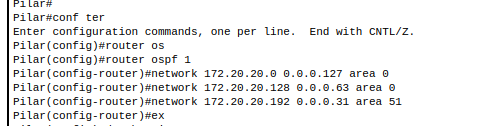 Pilar#
Pilar#conf ter
Enter configuration commands, one per line.  End with CNTL/Z.
Pilar(config)#router os
Pilar(config)#router ospf 1
Pilar(config-router)#network 172.20.20.0 0.0.0.127 area 0
Pilar(config-router)#network 172.20.20.128 0.0.0.63 area 0
Pilar(config-router)#network 172.20.20.192 0.0.0.31 area 51
Pilar(config-router)#ex